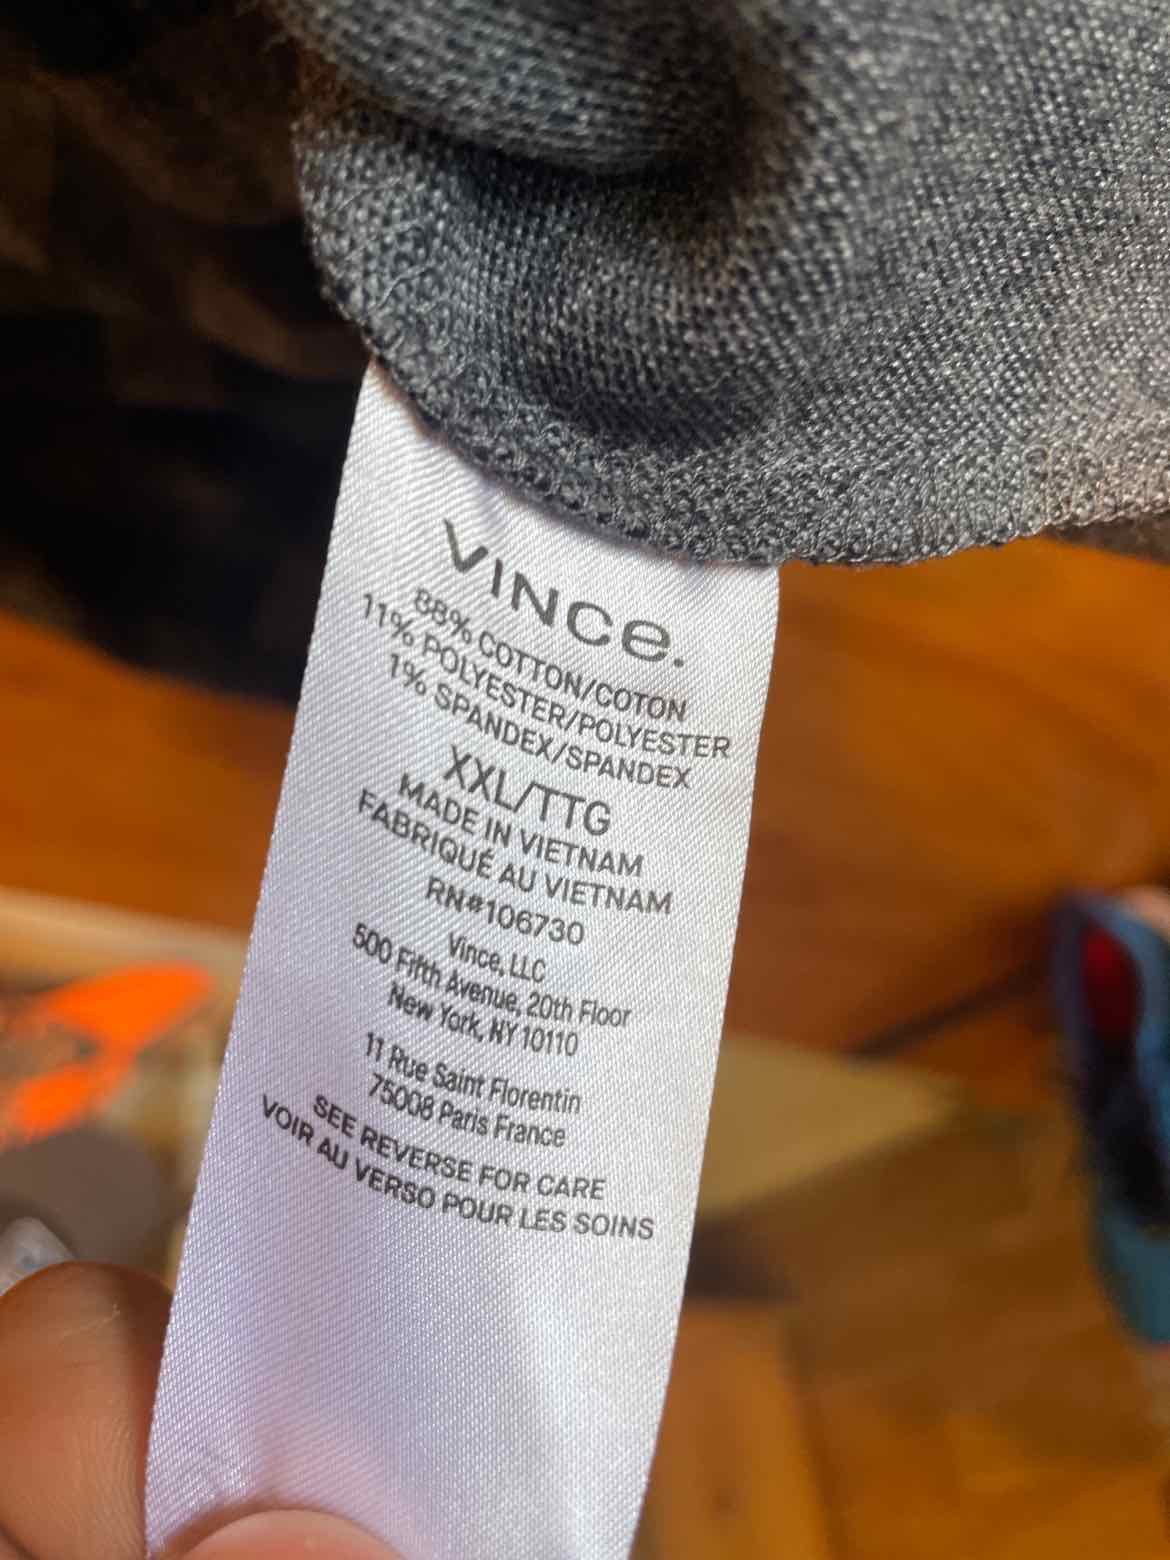 VINCe.
88% COTTON/COTON
11% POLYESTER/POLYESTER
1% SPANDEX/SPANDEX
XXL/TTG
MADE IN VIETNAM
FABRIQUÉ AU VIETNAM
RN#106730
Vince, LLC
500 Fifth Avenue, 20th Floor
New York, NY 10110
11 Rue Saint Florentin
75008 Paris France
SEE REVERSE FOR CARE
VOIR AU VERSO POUR LES SOINS